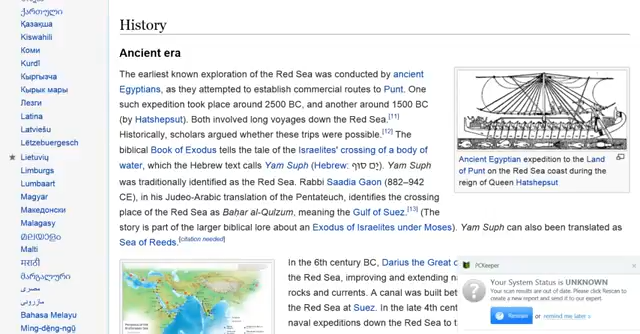 ქართული
Қазақша
Kiswahili
Коми
Kurdî
Кыргызча
Кырык мары
Лезги
Latina
Latviešu
Lëtzebuergesch
Lietuvių
Limburgs
Lumbaart
Magyar
Македонски
Malagasy
മലയാളം
Malti
मराठी
მარგალური
مصرى
مازِرونی
Bahasa Melayu
Mìng-dĕ̤ng-ngṳ̄
History
Ancient era
The earliest known exploration of the Red Sea was conducted by ancient
Egyptians, as they attempted to establish commercial routes to Punt. One
such expedition took place around 2500 BC, and another around 1500 BC
(by Hatshepsut). Both involved long voyages down the Red Sea.[11]
Historically, scholars argued whether these trips were possible.[12] The
biblical Book of Exodus tells the tale of the Israelites' crossing of a body of
water, which the Hebrew text calls Yam Suph (Hebrew: יַם סוּף). Yam Suph
was traditionally identified as the Red Sea. Rabbi Saadia Gaon (882–942
CE), in his Judeo-Arabic translation of the Pentateuch, identifies the crossing
place of the Red Sea as Baḥar al-Qulzum, meaning the Gulf of Suez.[13] (The
story is part of the larger biblical lore about an Exodus of Israelites under Moses). Yam Suph can also been translated as
Sea of Reeds.[citation needed]
Ancient Egyptian expedition to the Land
of Punt on the Red Sea coast during the
reign of Queen Hatshepsut
In the 6th century BC, Darius the Great
the Red Sea, improving and extending
rocks and currents. A canal was built
the Red Sea at Suez. In the late 4th
naval expeditions down the Red Sea to
PCKeeper
Your System Status is UNKNOWN
Your scan results are out of date. Please click Rescan to
create a new report and send it to our expert.
Rescan or remind me later